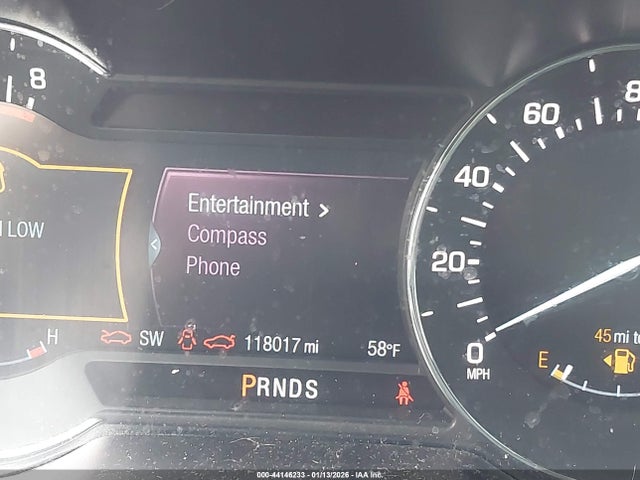 8
60
8
40
20
0
MPH
LOW
Entertainment >
Compass
Phone
H
SW
118017 mi
58°F
PRNDS
45 mi to
E
000-44146233 - 01/13/2026 - IAA Inc.